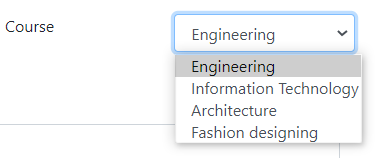 Course Engineering
Engineering
Information Technology
Architecture
Fashion designing